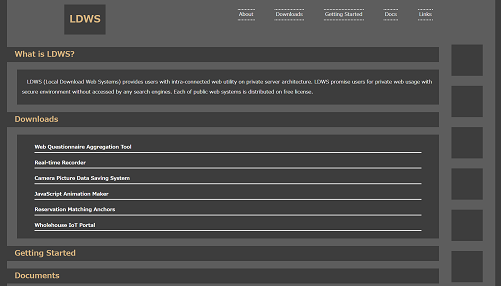 LDWS
About
Downloads
Getting Started
Docs
Links
What is LDWS?
LDWS (Local Download Web Systems) provides users with intra-connected web utility on private server architecture. LDWS promise users for private web usage with
secure environment without accessed by any search engines. Each of public web systems is distributed on free license.
Downloads
Web Questionnaire Aggregation Tool
Real-time Recorder
Camera Picture Data Saving System
JavaScript Animation Maker
Reservation Matching Anchors
Wholehouse IoT Portal
Getting Started
Documents